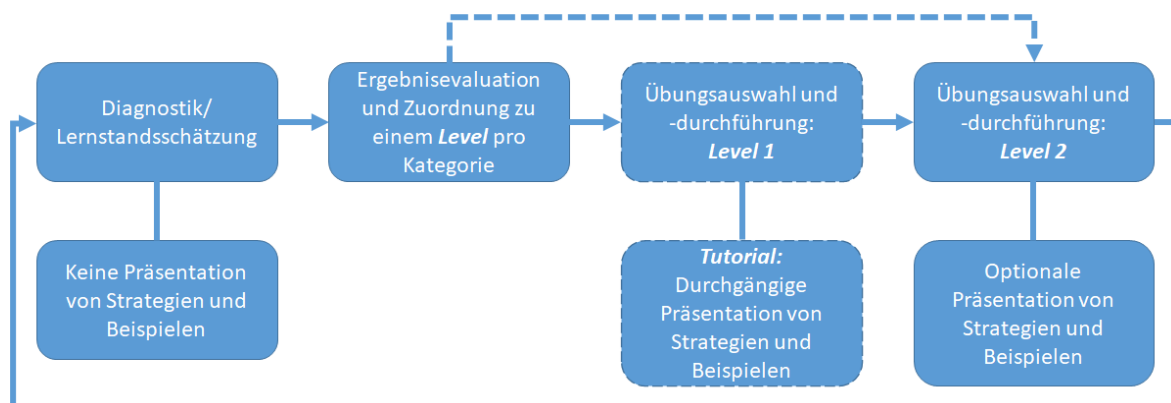 Diagnostik/
Lernstandsschätzung
Ergebnisevaluation
und Zuordnung zu
einem Level pro
Kategorie
Übungsauswahl und
-durchführung:
Level 1
Übungsauswahl und
-durchführung:
Level 2
Keine Präsentation
von Strategien und
Beispielen
Tutorial:
Durchgängige
Präsentation von
Strategien und
Beispielen
Optionale
Präsentation von
Strategien und
Beispielen